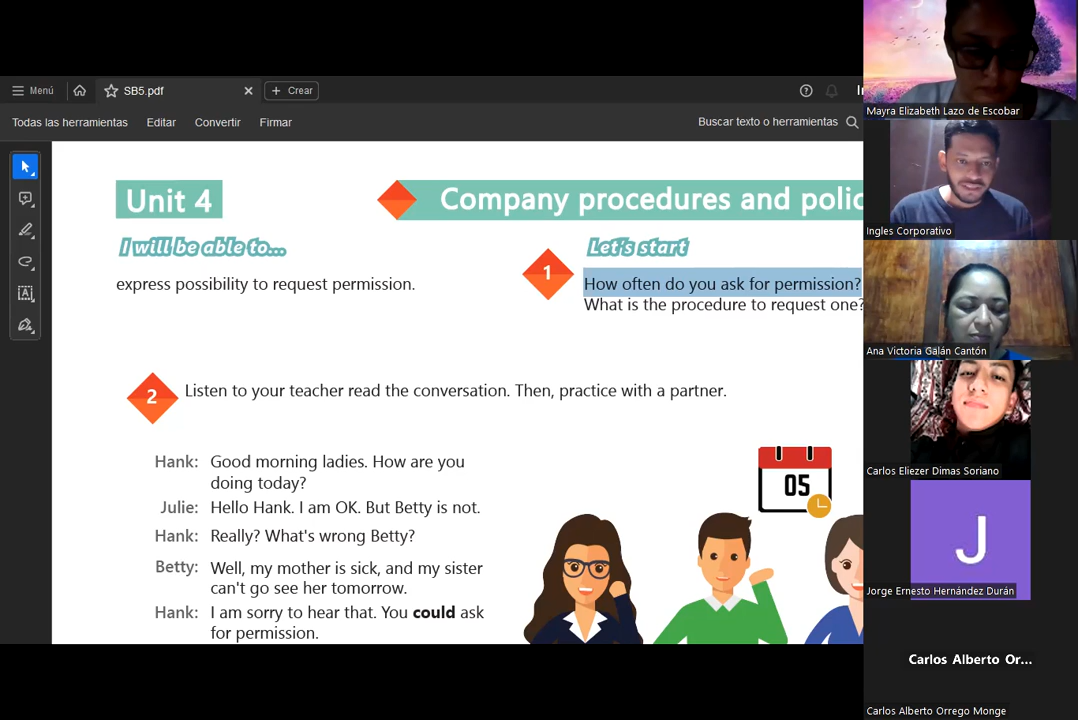 Menú
SB5.pdf
Crear
Todas las herramientas
Editar
Convertir
Firmar
Buscar texto o herramientas
Unit 4
Company procedures and polic
I will be able to...
Let's start
express possibility to request permission.
1
How often do you ask for permission?
What is the procedure to request one?
2
Listen to your teacher read the conversation. Then, practice with a partner.
Hank: Good morning ladies. How are you
doing today?
Julie: Hello Hank. I am OK. But Betty is not.
Hank: Really? What's wrong Betty?
Betty: Well, my mother is sick, and my sister
can't go see her tomorrow.
Hank: I am sorry to hear that. You could ask
for permission.
05
Mayra Elizabeth Lazo de Escobar
Ingles Corporativo
Ana Victoria Galán Cantón
Carlos Eliezer Dimas Soriano
J
Jorge Ernesto Hernández Durán
Carlos Alberto Or...
Carlos Alberto Orrego Monge